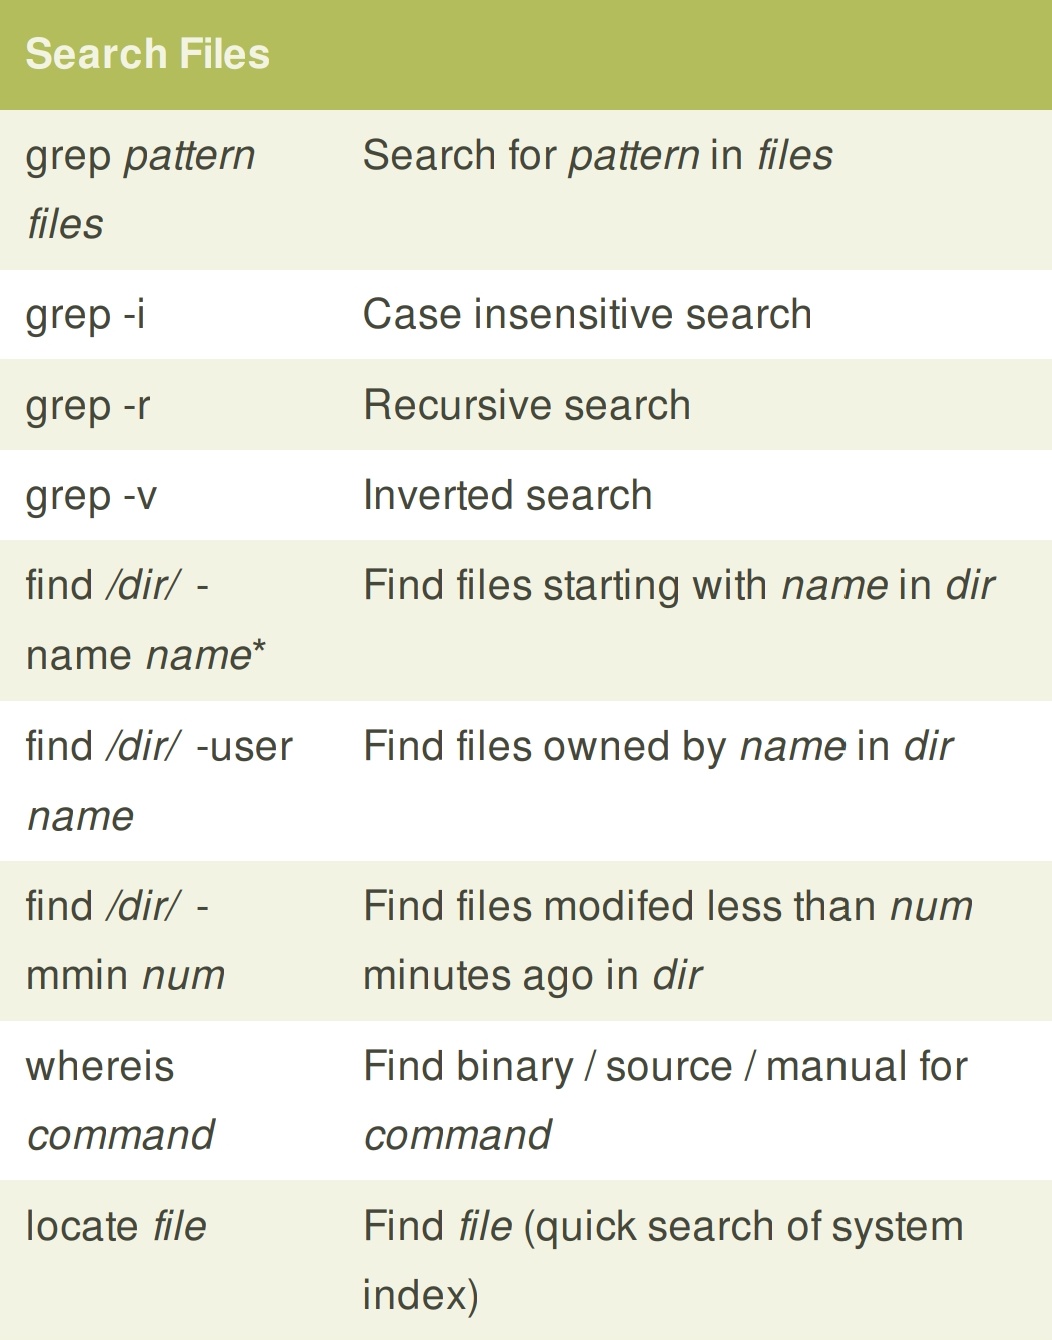 Search Files
grep pattern Search for pattern in files
files
grep -i Case insensitive search
grep -r Recursive search
grep -v Inverted search
find /dir/ - Find files starting with name in dir
name name*
find /dir/ -user Find files owned by name in dir
name
find /dir/ - Find files modifed less than num
mmin num minutes ago in dir
whereis Find binary / source / manual for
command command
locate file Find file (quick search of system
index)